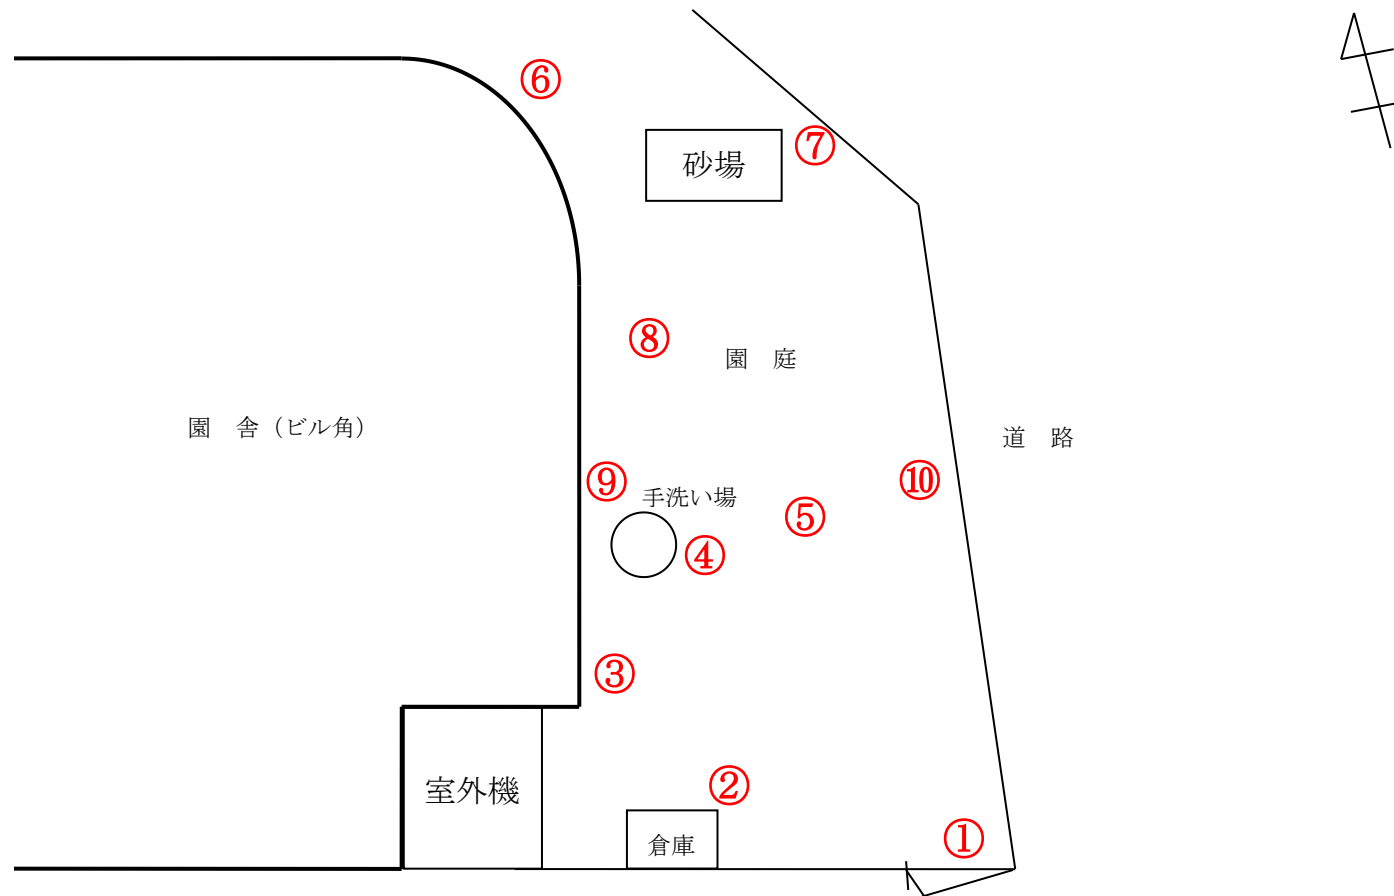 ⑥
⑦
砂場
⑧
園　庭
園　舎（ビル角）
道　路
⑨
手洗い場
⑩
⑤
④
③
室外機
②
倉庫
①